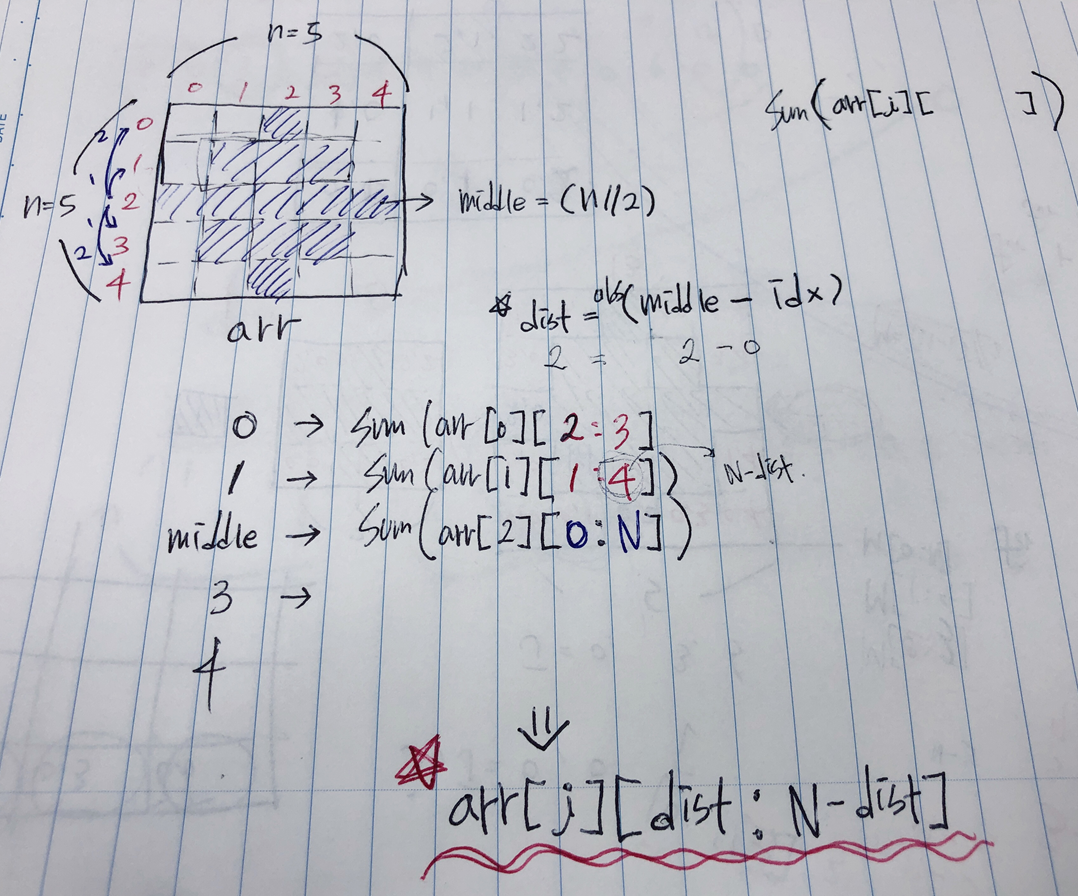 n=5
0 1 2 3 4
sum(arr[j][ ])
0
1
2
3
4
2
1
1
2
n=5
middle = (n//2)
arr
dist = abs(middle - idx)
2 = 2 - 0
0 → sum(arr[0][2:3]
1 → sum(arr[1][1:4])
N-dist.
middle → sum(arr[2][0:N])
3 →
4
arr[j][dist : N-dist]